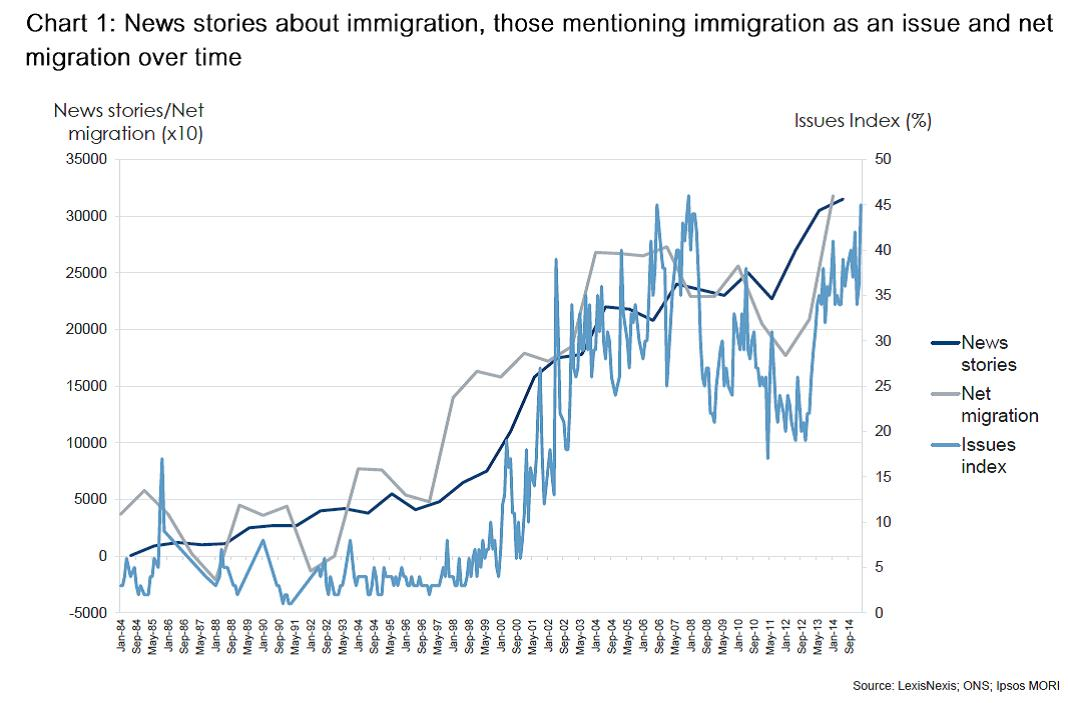 Chart 1: News stories about immigration, those mentioning immigration as an issue and net
migration over time
News stories/Net
migration (x10)
Issues Index (%)
35000
30000
25000
20000
15000
10000
5000
0
-5000
50
45
40
35
30
25
20
15
10
5
0
News
stories
Net
migration
Issues
index
Jan-84
Sep-84
May-85
Jan-86
Sep-86
May-87
Jan-88
Sep-88
May-89
Jan-90
Sep-90
May-91
Jan-92
Sep-92
May-93
Jan-94
Sep-94
May-95
Jan-96
Sep-96
May-97
Jan-98
Sep-98
May-99
Jan-00
Sep-00
May-01
Jan-02
Sep-02
May-03
Jan-04
Sep-04
May-05
Jan-06
Sep-06
May-07
Jan-08
Sep-08
May-09
Jan-10
Sep-10
May-11
Jan-12
Sep-12
May-13
Jan-14
Sep-14
Source: LexisNexis; ONS; Ipsos MORI